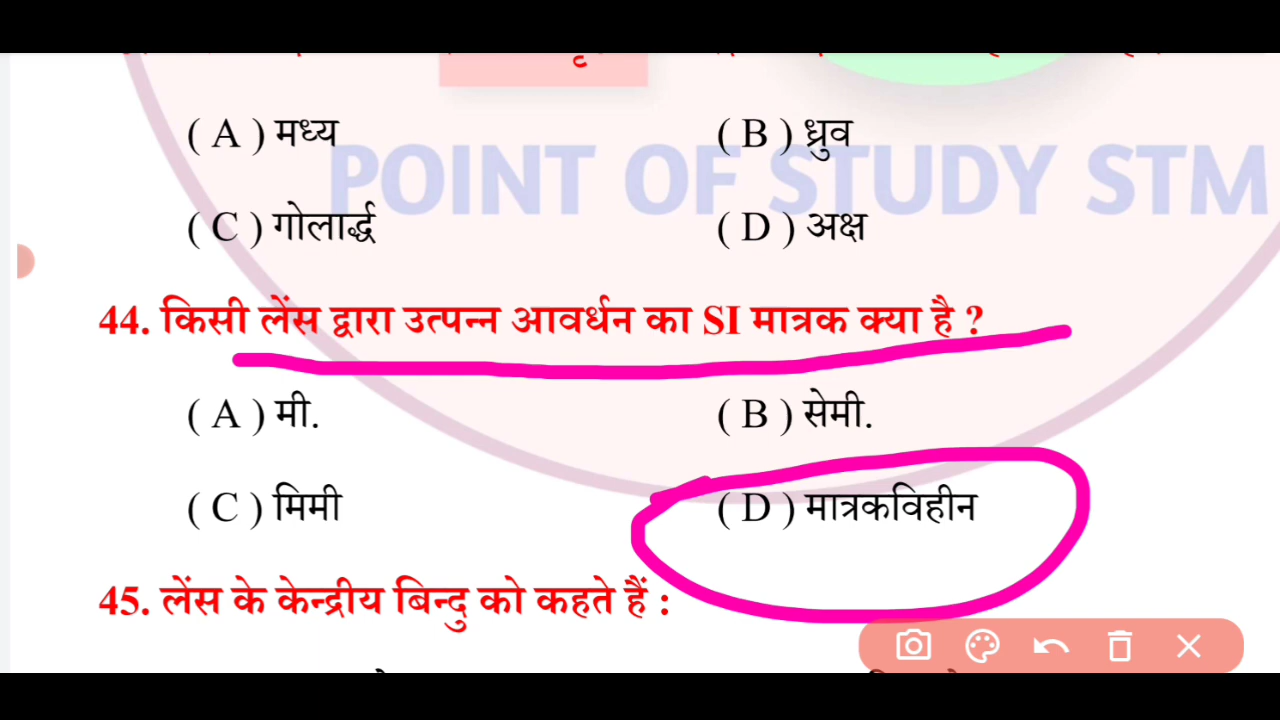 ( A ) मध्य ( B ) ध्रुव
POINT OF STUDY STM
( C ) गोलार्द्ध ( D ) अक्ष
44. किसी लेंस द्वारा उत्पन्न आवर्धन का SI मात्रक क्या है ?
( A ) मी. ( B ) सेमी.
( C ) मिमी ( D ) मात्रकविहीन
45. लेंस के केन्द्रीय बिन्दु को कहते हैं :